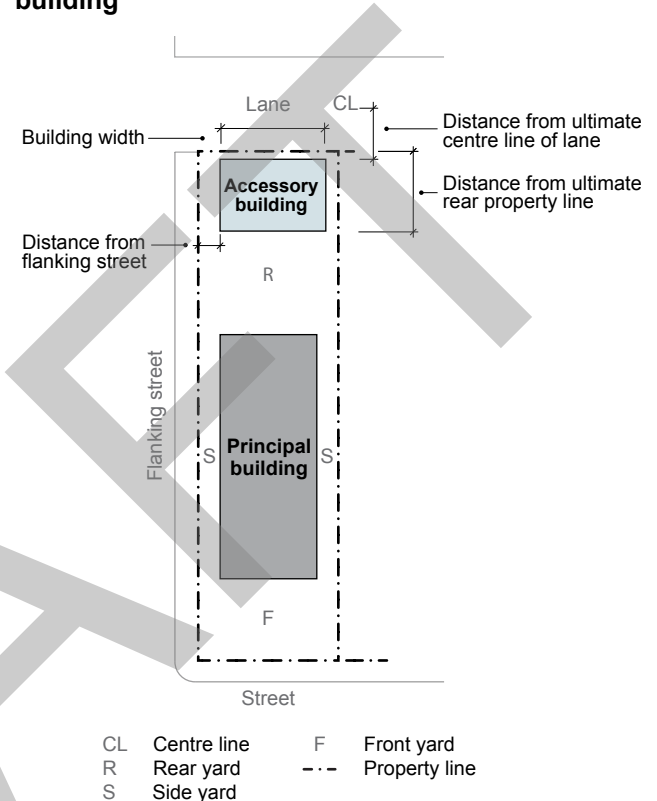 building
Lane
CL
Building width
Distance from ultimate
centre line of lane
Distance from ultimate
rear property line
Accessory
building
Distance from
flanking street
R
Flanking street
S
Principal
building
S
F
Street
CL Centre line
F Front yard
R Rear yard
Property line
S Side yard